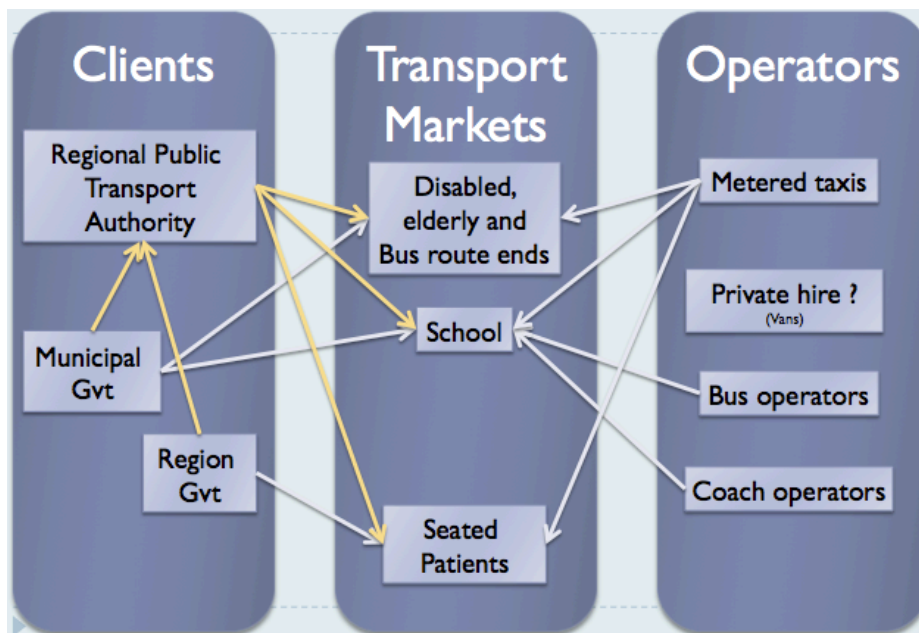 Clients
Regional Public
Transport
Authority
Municipal
Gvt
Region
Gvt
Transport
Markets
Disabled,
elderly and
Bus route ends
School
Seated
Patients
Operators
Metered taxis
Private hire ?
(Vans)
Bus operators
Coach operators